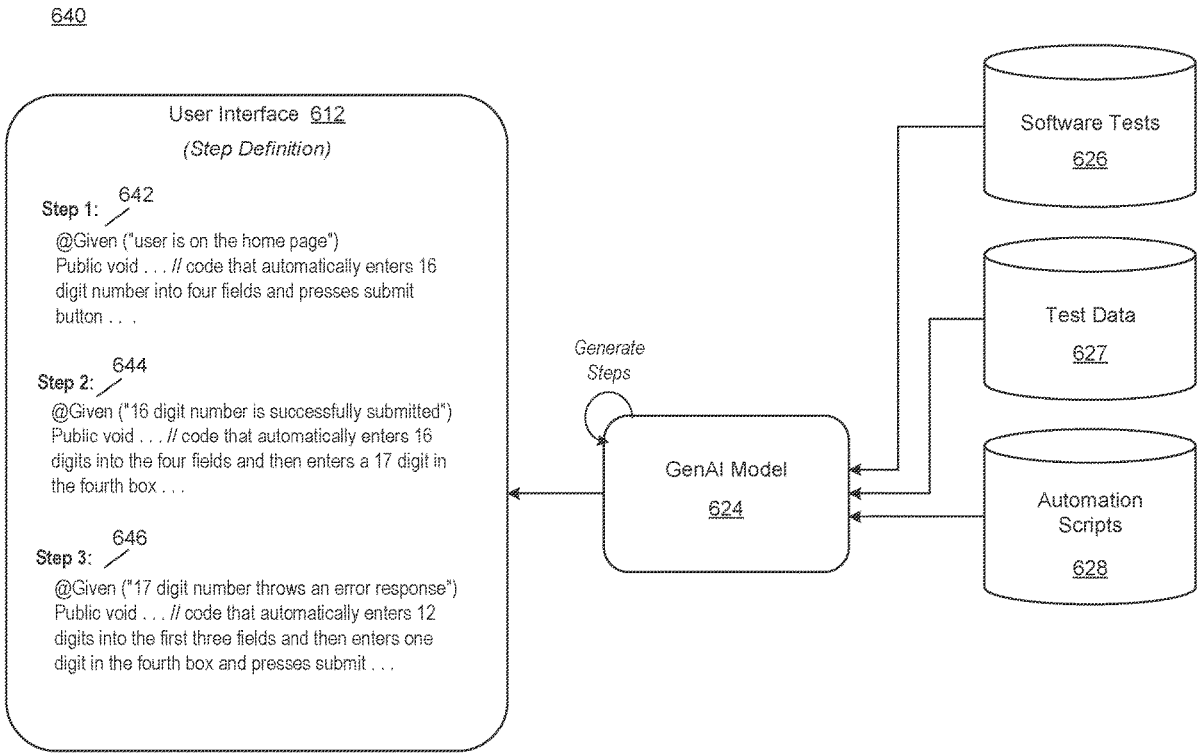 640
User Interface 612
(Step Definition)
642
Step 1:
@Given ("user is on the home page")
Public void . . . // code that automatically enters 16
digit number into four fields and presses submit
button . . .
644
Step 2:
@Given ("16 digit number is successfully submitted")
Public void . . . // code that automatically enters 16
digits into the four fields and then enters a 17 digit in
the fourth box . . .
646
Step 3:
@Given ("17 digit number throws an error response")
Public void . . . // code that automatically enters 12
digits into the first three fields and then enters one
digit in the fourth box and presses submit . . .
Generate
Steps
GenAI Model
624
Software Tests
626
Test Data
627
Automation
Scripts
628